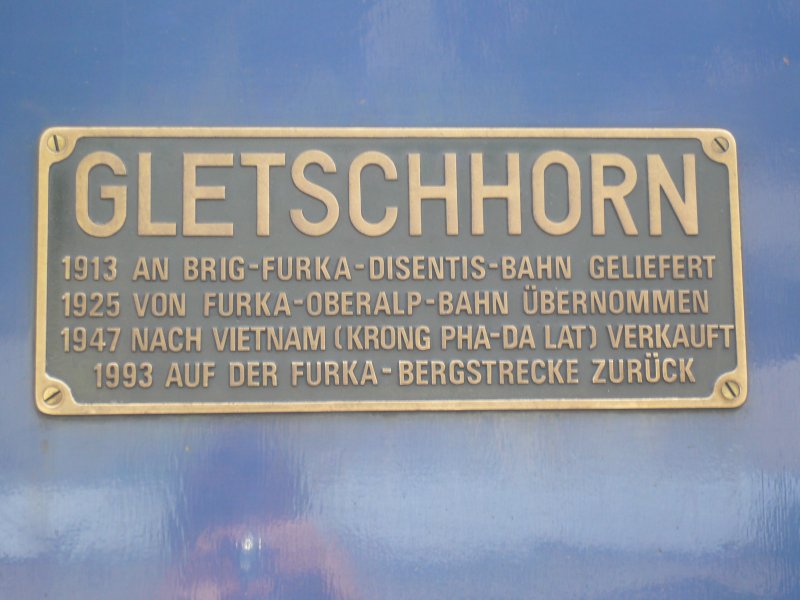 GLETSCHHORN
1913 AN BRIG-FURKA-DISENTIS-BAHN GELIEFERT
1925 VON FURKA-OBERALP-BAHN ÜBERNOMMEN
1947 NACH VIETNAM (KRONG PHA-DA LAT) VERKAUFT
1993 AUF DER FURKA-BERGSTRECKE ZURÜCK